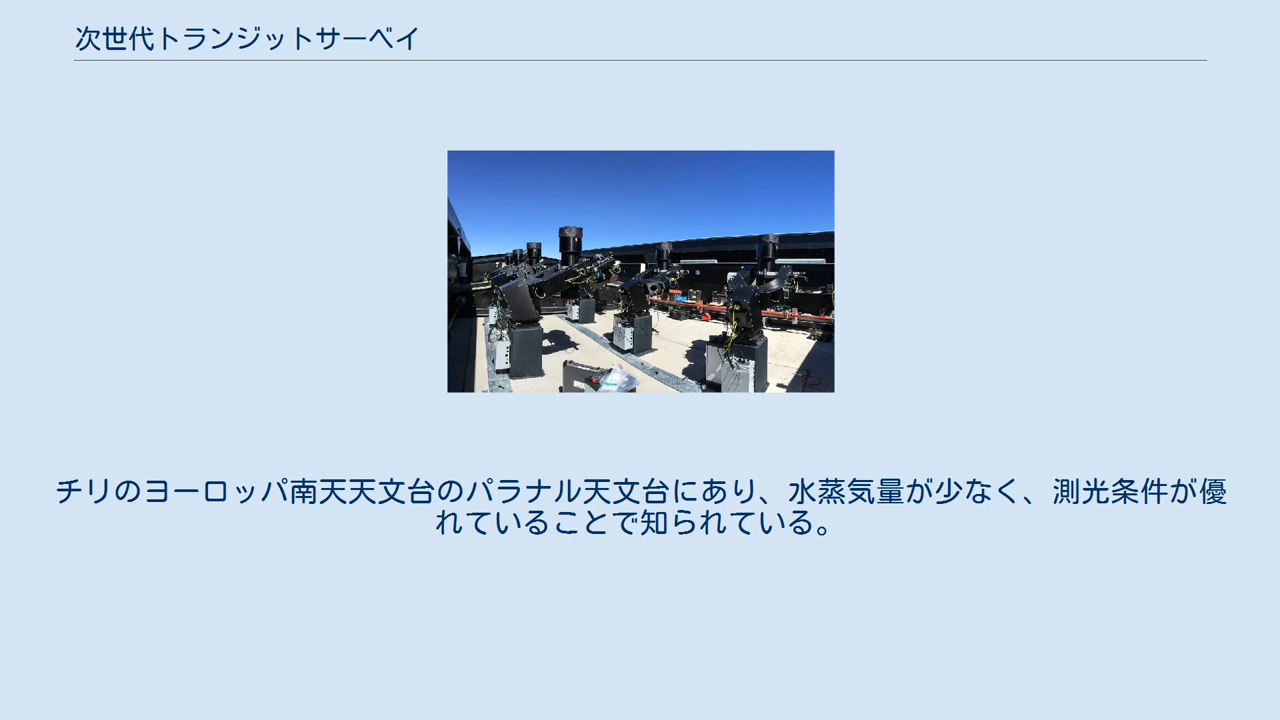 次世代トランジットサーベイ
チリのヨーロッパ南天天文台のパラナル天文台にあり、水蒸気量が少なく、測光条件が優
れていることで知られている。